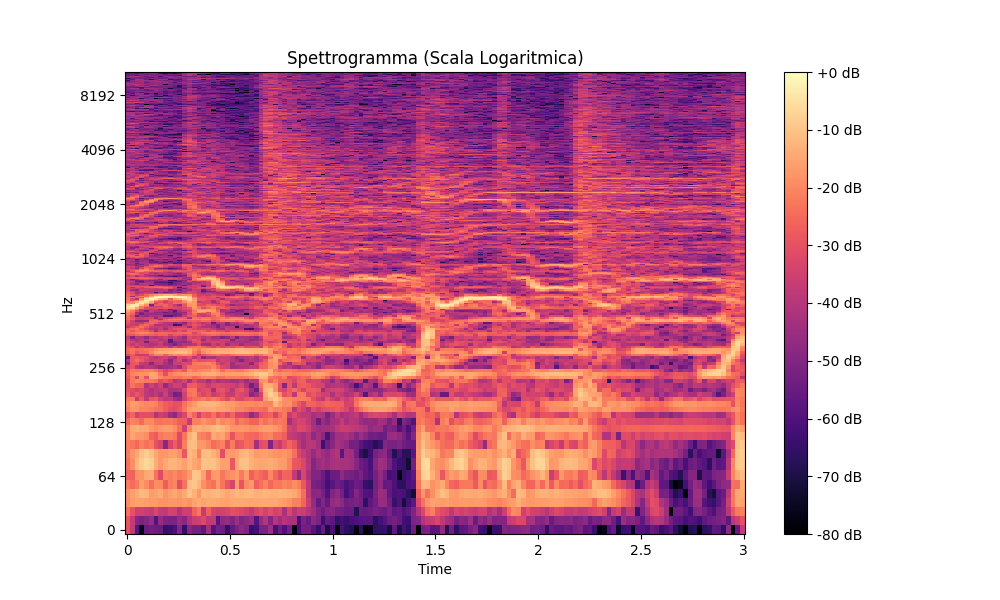 Spettrogramma (Scala Logaritmica)
Hz
8192
4096
2048
1024
512
256
128
64
0
0 0.5 1 1.5 2 2.5 3
Time
+0 dB
-10 dB
-20 dB
-30 dB
-40 dB
-50 dB
-60 dB
-70 dB
-80 dB